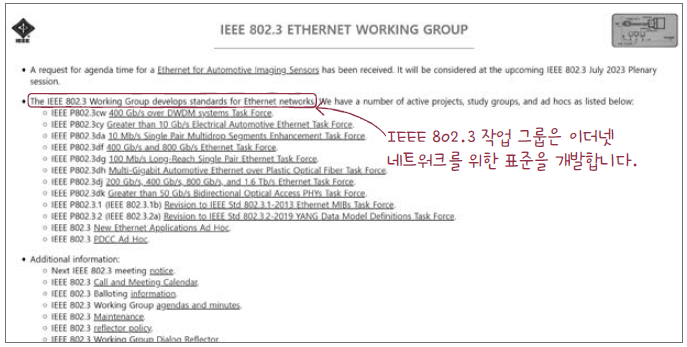 IEEE 802.3 ETHERNET WORKING GROUP
IEEE
• A request for agenda time for a Ethernet for Automotive Imaging Sensors has been received. It will be considered at the upcoming IEEE 802.3 July 2023 Plenary
session.
• The IEEE 802.3 Working Group develops standards for Ethernet networks. We have a number of active projects, study groups, and ad hocs as listed below:
◦ IEEE P802.3cw 400 Gb/s over DWDM systems Task Force.
◦ IEEE P802.3cy Greater than 10 Gb/s Electrical Automotive Ethernet Task Force.
◦ IEEE P802.3da 10 Mb/s Single Pair Multidrop Segments Enhancement Task Force.
◦ IEEE P802.3df 400 Gb/s and 800 Gb/s Ethernet Task Force.
◦ IEEE P802.3dg 100 Mb/s Long-Reach Single Pair Ethernet Task Force.
◦ IEEE P802.3dh Multi-Gigabit Automotive Ethernet over Plastic Optical Fiber Task Force.
◦ IEEE P802.3dj 200 Gb/s, 400 Gb/s, 800 Gb/s, and 1.6 Tb/s Ethernet Task Force.
◦ IEEE P802.3dk Greater than 50 Gb/s Bidirectional Optical Access PHYs Task Force.
◦ IEEE P802.3.1 (IEEE 802.3.1b) Revision to IEEE Std 802.3.1-2013 Ethernet MIBs Task Force.
◦ IEEE P802.3.2 (IEEE 802.3.2a) Revision to IEEE Std 802.3.2-2019 YANG Data Model Definitions Task Force.
◦ IEEE 802.3 New Ethernet Applications Ad Hoc.
◦ IEEE 802.3 PDCC Ad Hoc.
IEEE 802.3 작업 그룹은 이더넷
네트워크를 위한 표준을 개발합니다.
• Additional information:
◦ Next IEEE 802.3 meeting notice.
◦ IEEE 802.3 Call and Meeting Calendar.
◦ IEEE 802.3 Balloting information.
◦ IEEE 802.3 Working Group agendas and minutes.
◦ IEEE 802.3 Maintenance.
◦ IEEE 802.3 reflector policy.
◦ IEEE 802.3 Working Group Dialog Reflector.